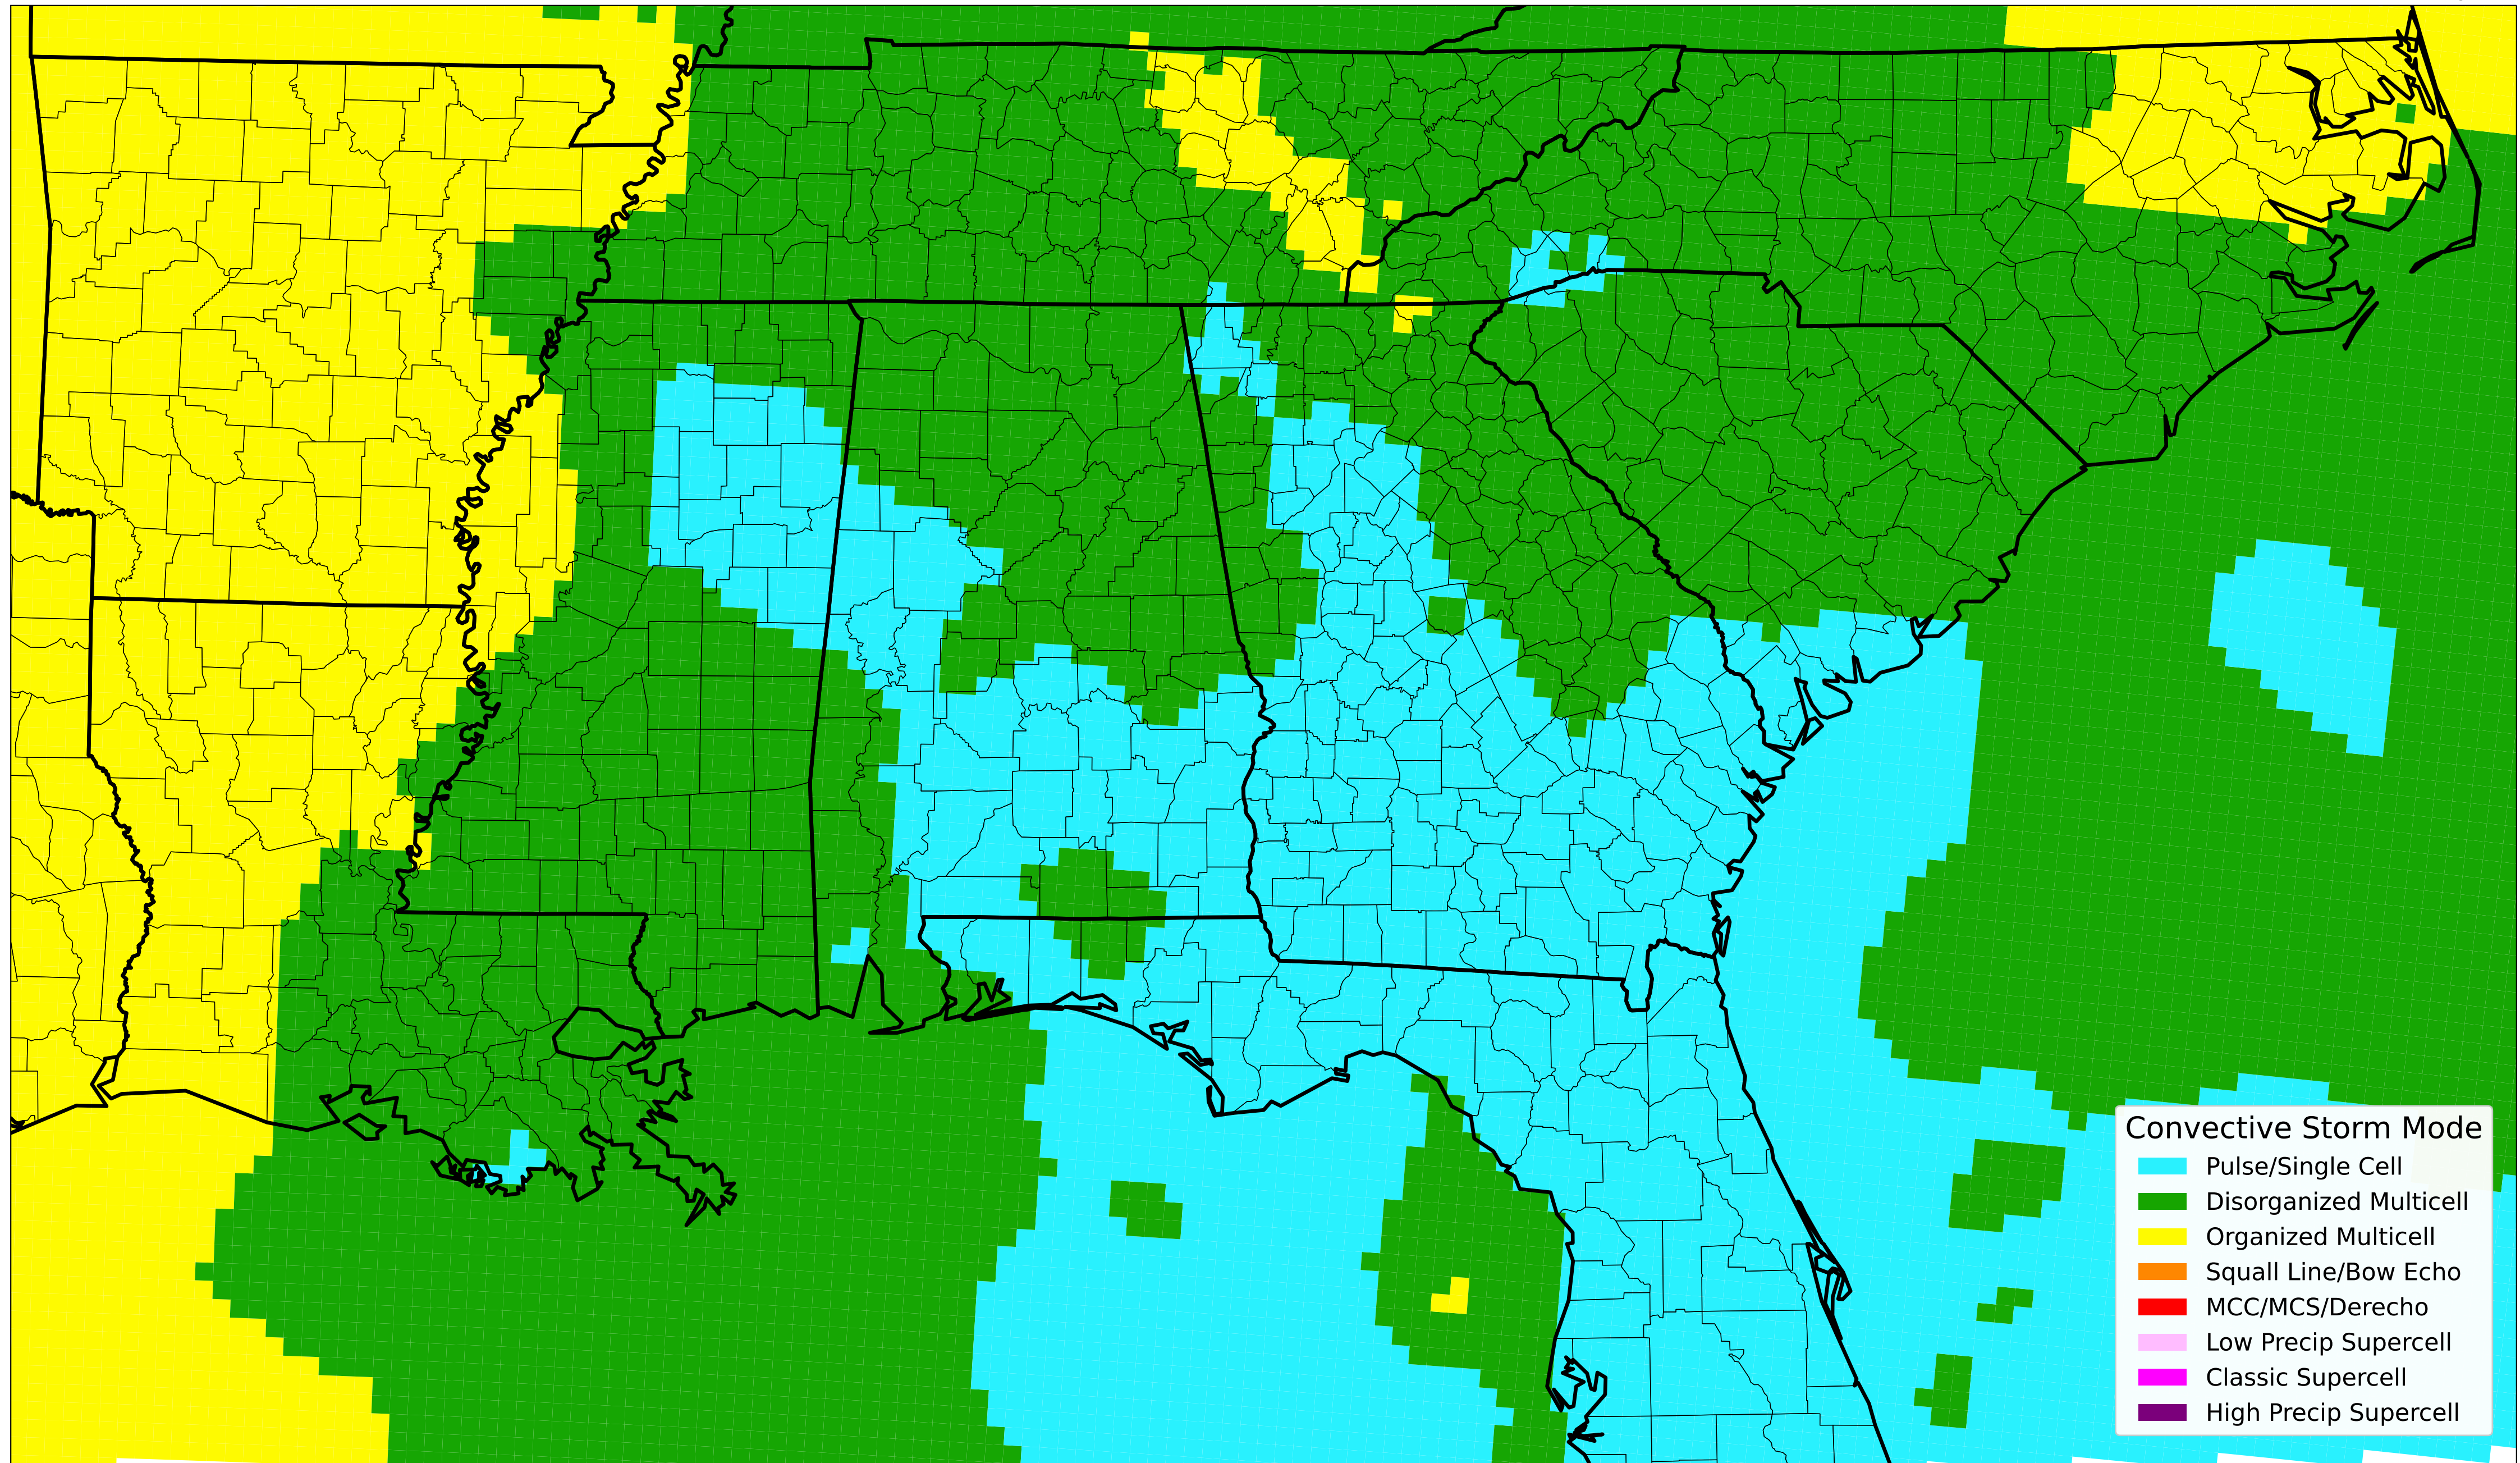 Convective Storm Mode
Pulse/Single Cell
Disorganized Multicell
Organized Multicell
Squall Line/Bow Echo
MCC/MCS/Derecho
Low Precip Supercell
Classic Supercell
High Precip Supercell